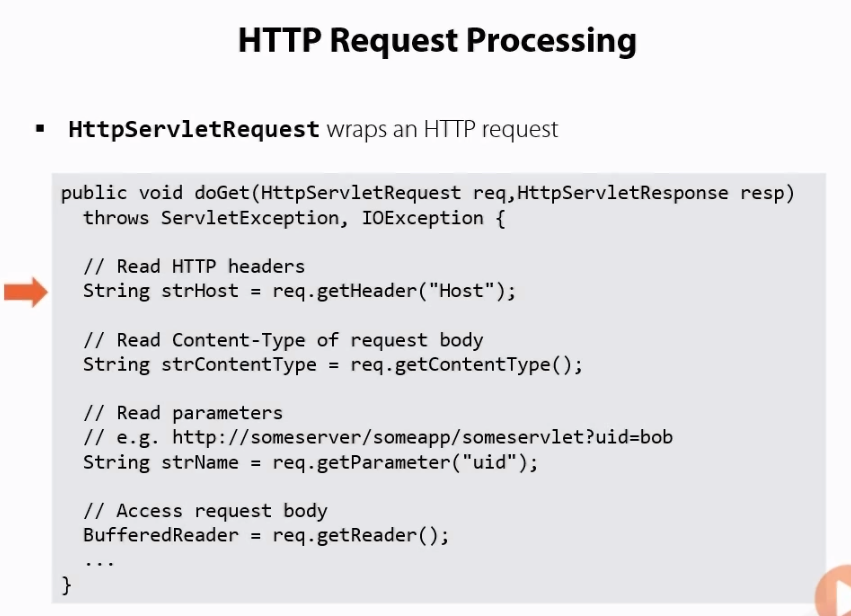 HTTP Request Processing
▪ HttpServletRequest wraps an HTTP request
public void doGet(HttpServletRequest req,HttpServletResponse resp)
throws ServletException, IOException {
// Read HTTP headers
String strHost = req.getHeader("Host");
// Read Content-Type of request body
String strContentType = req.getContentType();
// Read parameters
// e.g. http://someserver/someapp/someservlet?uid=bob
String strName = req.getParameter("uid");
// Access request body
BufferedReader = req.getReader();
...
}